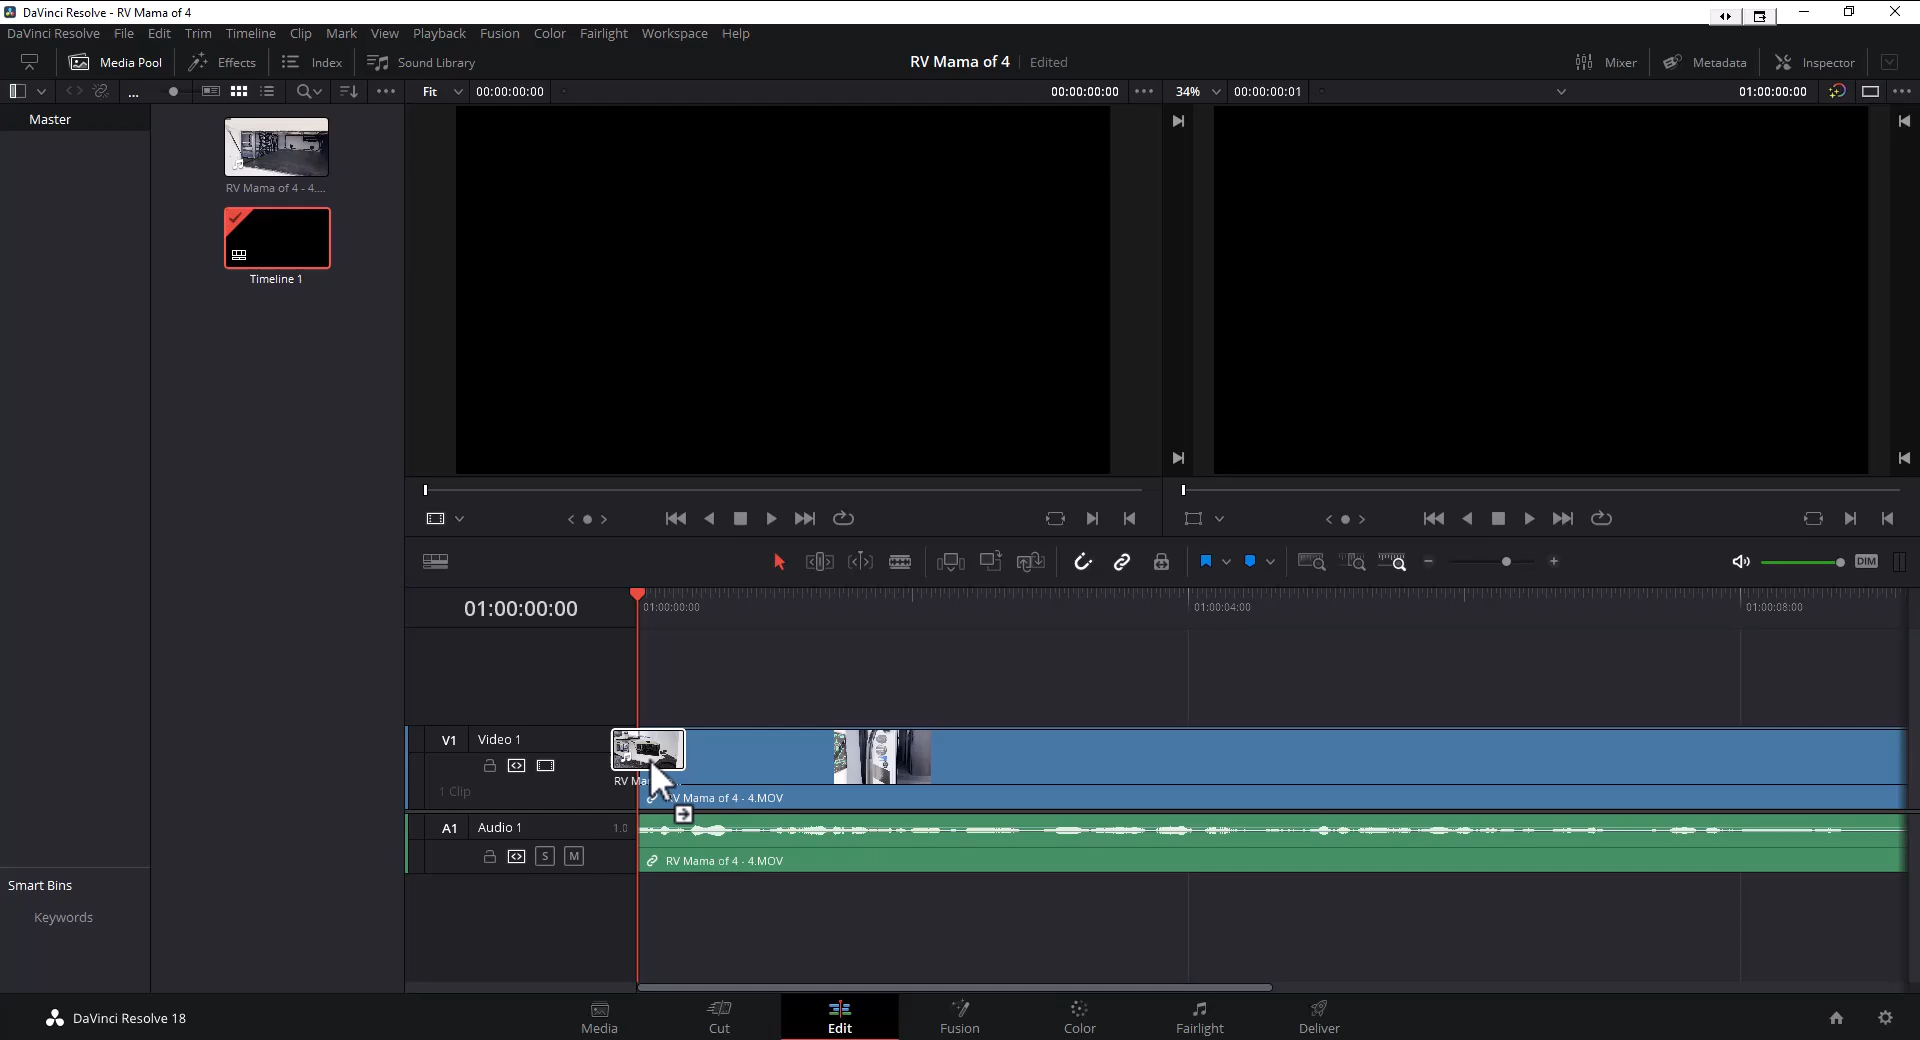 DaVinci Resolve - RV Mama of 4
DaVinci Resolve File Edit Trim Timeline Clip Mark View Playback Fusion Color Fairlight Workspace Help
Media Pool Effects Index Sound Library RV Mama of 4 Edited Mixer Metadata Inspector
... Fit 00:00:00:00 00:00:00:00 34% 00:00:00:01 01:00:00:00
Master
RV Mama of 4 - 4....
Timeline 1
DIM
01:00:00:00 01:00:00:00 01:00:04:00 01:00:08:00
V1 Video 1
1 Clip
RV Mama of 4 - 4.MOV
A1 Audio 1 1.0
S M RV Mama of 4 - 4.MOV
Smart Bins
Keywords
DaVinci Resolve 18
Media Cut Edit Fusion Color Fairlight Deliver